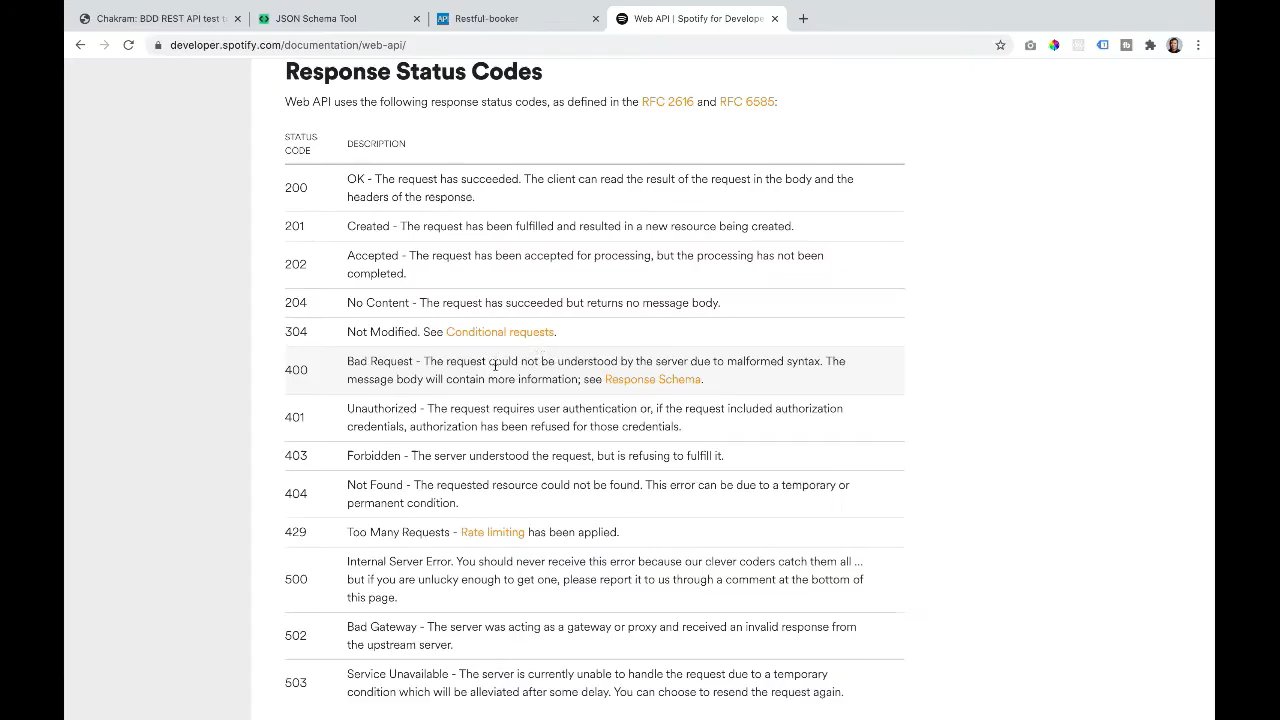 Chakram: BDD REST API test t
JSON Schema Tool
Restful-booker
Web API | Spotify for Develope
developer.spotify.com/documentation/web-api/
Response Status Codes
Web API uses the following response status codes, as defined in the RFC 2616 and RFC 6585:
STATUS
CODE
DESCRIPTION
200
OK - The request has succeeded. The client can read the result of the request in the body and the
headers of the response.
201
Created - The request has been fulfilled and resulted in a new resource being created.
202
Accepted - The request has been accepted for processing, but the processing has not been
completed.
204
No Content - The request has succeeded but returns no message body.
304
Not Modified. See Conditional requests.
400
Bad Request - The request could not be understood by the server due to malformed syntax. The
message body will contain more information; see Response Schema.
401
Unauthorized - The request requires user authentication or, if the request included authorization
credentials, authorization has been refused for those credentials.
403
Forbidden - The server understood the request, but is refusing to fulfill it.
404
Not Found - The requested resource could not be found. This error can be due to a temporary or
permanent condition.
429
Too Many Requests - Rate limiting has been applied.
500
Internal Server Error. You should never receive this error because our clever coders catch them all ...
but if you are unlucky enough to get one, please report it to us through a comment at the bottom of
this page.
502
Bad Gateway - The server was acting as a gateway or proxy and received an invalid response from
the upstream server.
503
Service Unavailable - The server is currently unable to handle the request due to a temporary
condition which will be alleviated after some delay. You can choose to resend the request again.